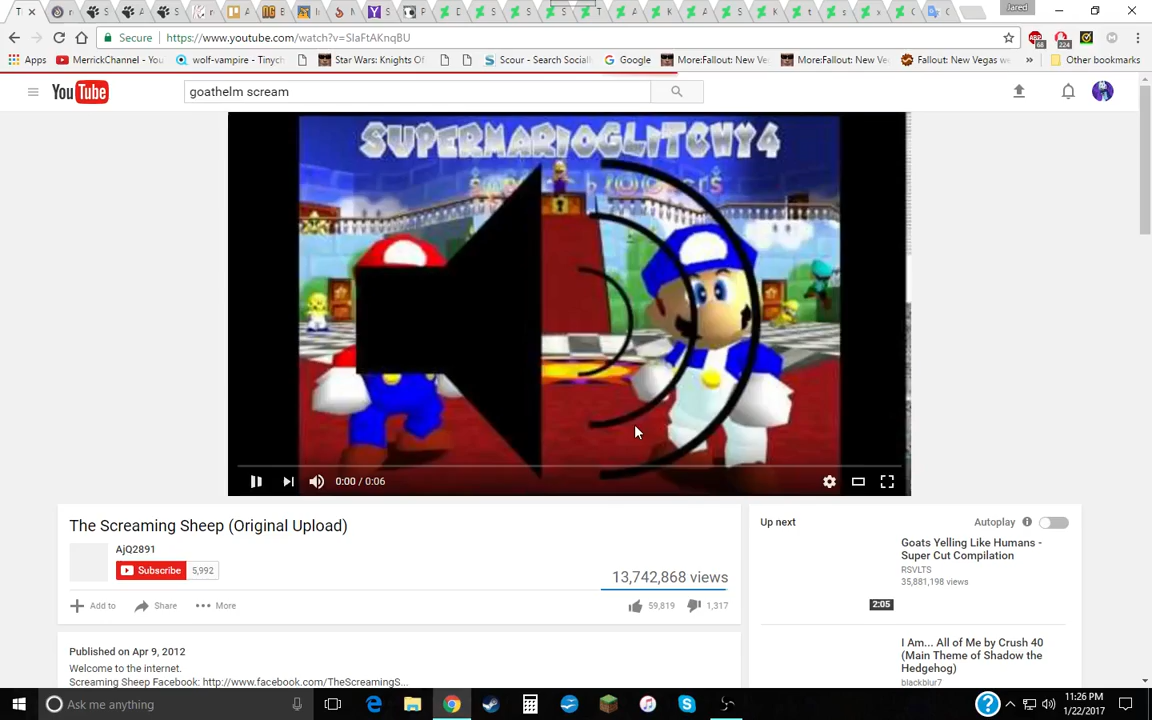 Jared
Secure https://www.youtube.com/watch?v=SIaFtAKnqBU
Apps MerrickChannel - You wolf-vampire - Tinych Star Wars: Knights Of Scour - Search Social Google More:Fallout: New Ve More:Fallout: New Ve Fallout: New Vegas w » Other bookmarks
YouTube goathelm scream
SUPERMARIOGLITCHY4
0:00 / 0:06
The Screaming Sheep (Original Upload)
AjQ2891
Subscribe 5,992
13,742,868 views
Add to Share More 59,819 1,317
Published on Apr 9, 2012
Welcome to the internet.
Screaming Sheep Facebook: http://www.facebook.com/TheScreamingS...
Up next Autoplay
Goats Yelling Like Humans -
Super Cut Compilation
RSVLTS
35,881,198 views
2:05
I Am... All of Me by Crush 40
(Main Theme of Shadow the
Hedgehog)
blackblur7
Ask me anything
11:26 PM
1/22/2017